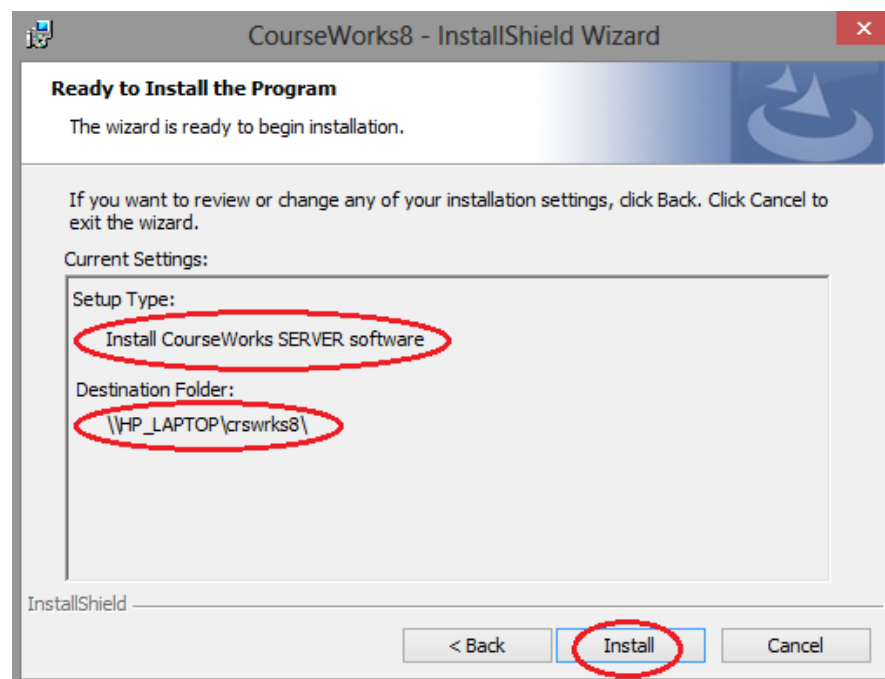 CourseWorks8 - InstallShield Wizard
Ready to Install the Program
The wizard is ready to begin installation.
If you want to review or change any of your installation settings, click Back. Click Cancel to
exit the wizard.
Current Settings:
Setup Type:
Install CourseWorks SERVER software
Destination Folder:
\\HP_LAPTOP\crswrks8\
InstallShield
< Back
Install
Cancel